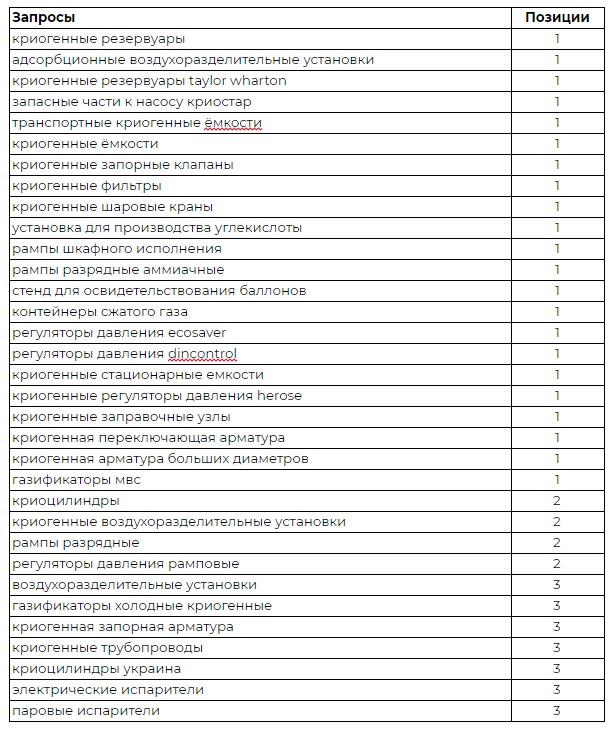 Запросы Позиции
криогенные резервуары 1
адсорбционные воздухоразделительные установки 1
криогенные резервуары taylor wharton 1
запасные части к насосу криостар 1
транспортные криогенные ёмкости 1
криогенные ёмкости 1
криогенные запорные клапаны 1
криогенные фильтры 1
криогенные шаровые краны 1
установка для производства углекислоты 1
рампы шкафного исполнения 1
рампы разрядные аммиачные 1
стенд для освидетельствования баллонов 1
контейнеры сжатого газа 1
регуляторы давления ecosaver 1
регуляторы давления dincontrol 1
криогенные стационарные емкости 1
криогенные регуляторы давления herose 1
криогенные заправочные узлы 1
криогенная переключающая арматура 1
криогенная арматура больших диаметров 1
газификаторы мвс 1
криоцилиндры 2
криогенные воздухоразделительные установки 2
рампы разрядные 2
регуляторы давления рамповые 2
воздухоразделительные установки 3
газификаторы холодные криогенные 3
криогенная запорная арматура 3
криогенные трубопроводы 3
криоцилиндры украина 3
электрические испарители 3
паровые испарители 3